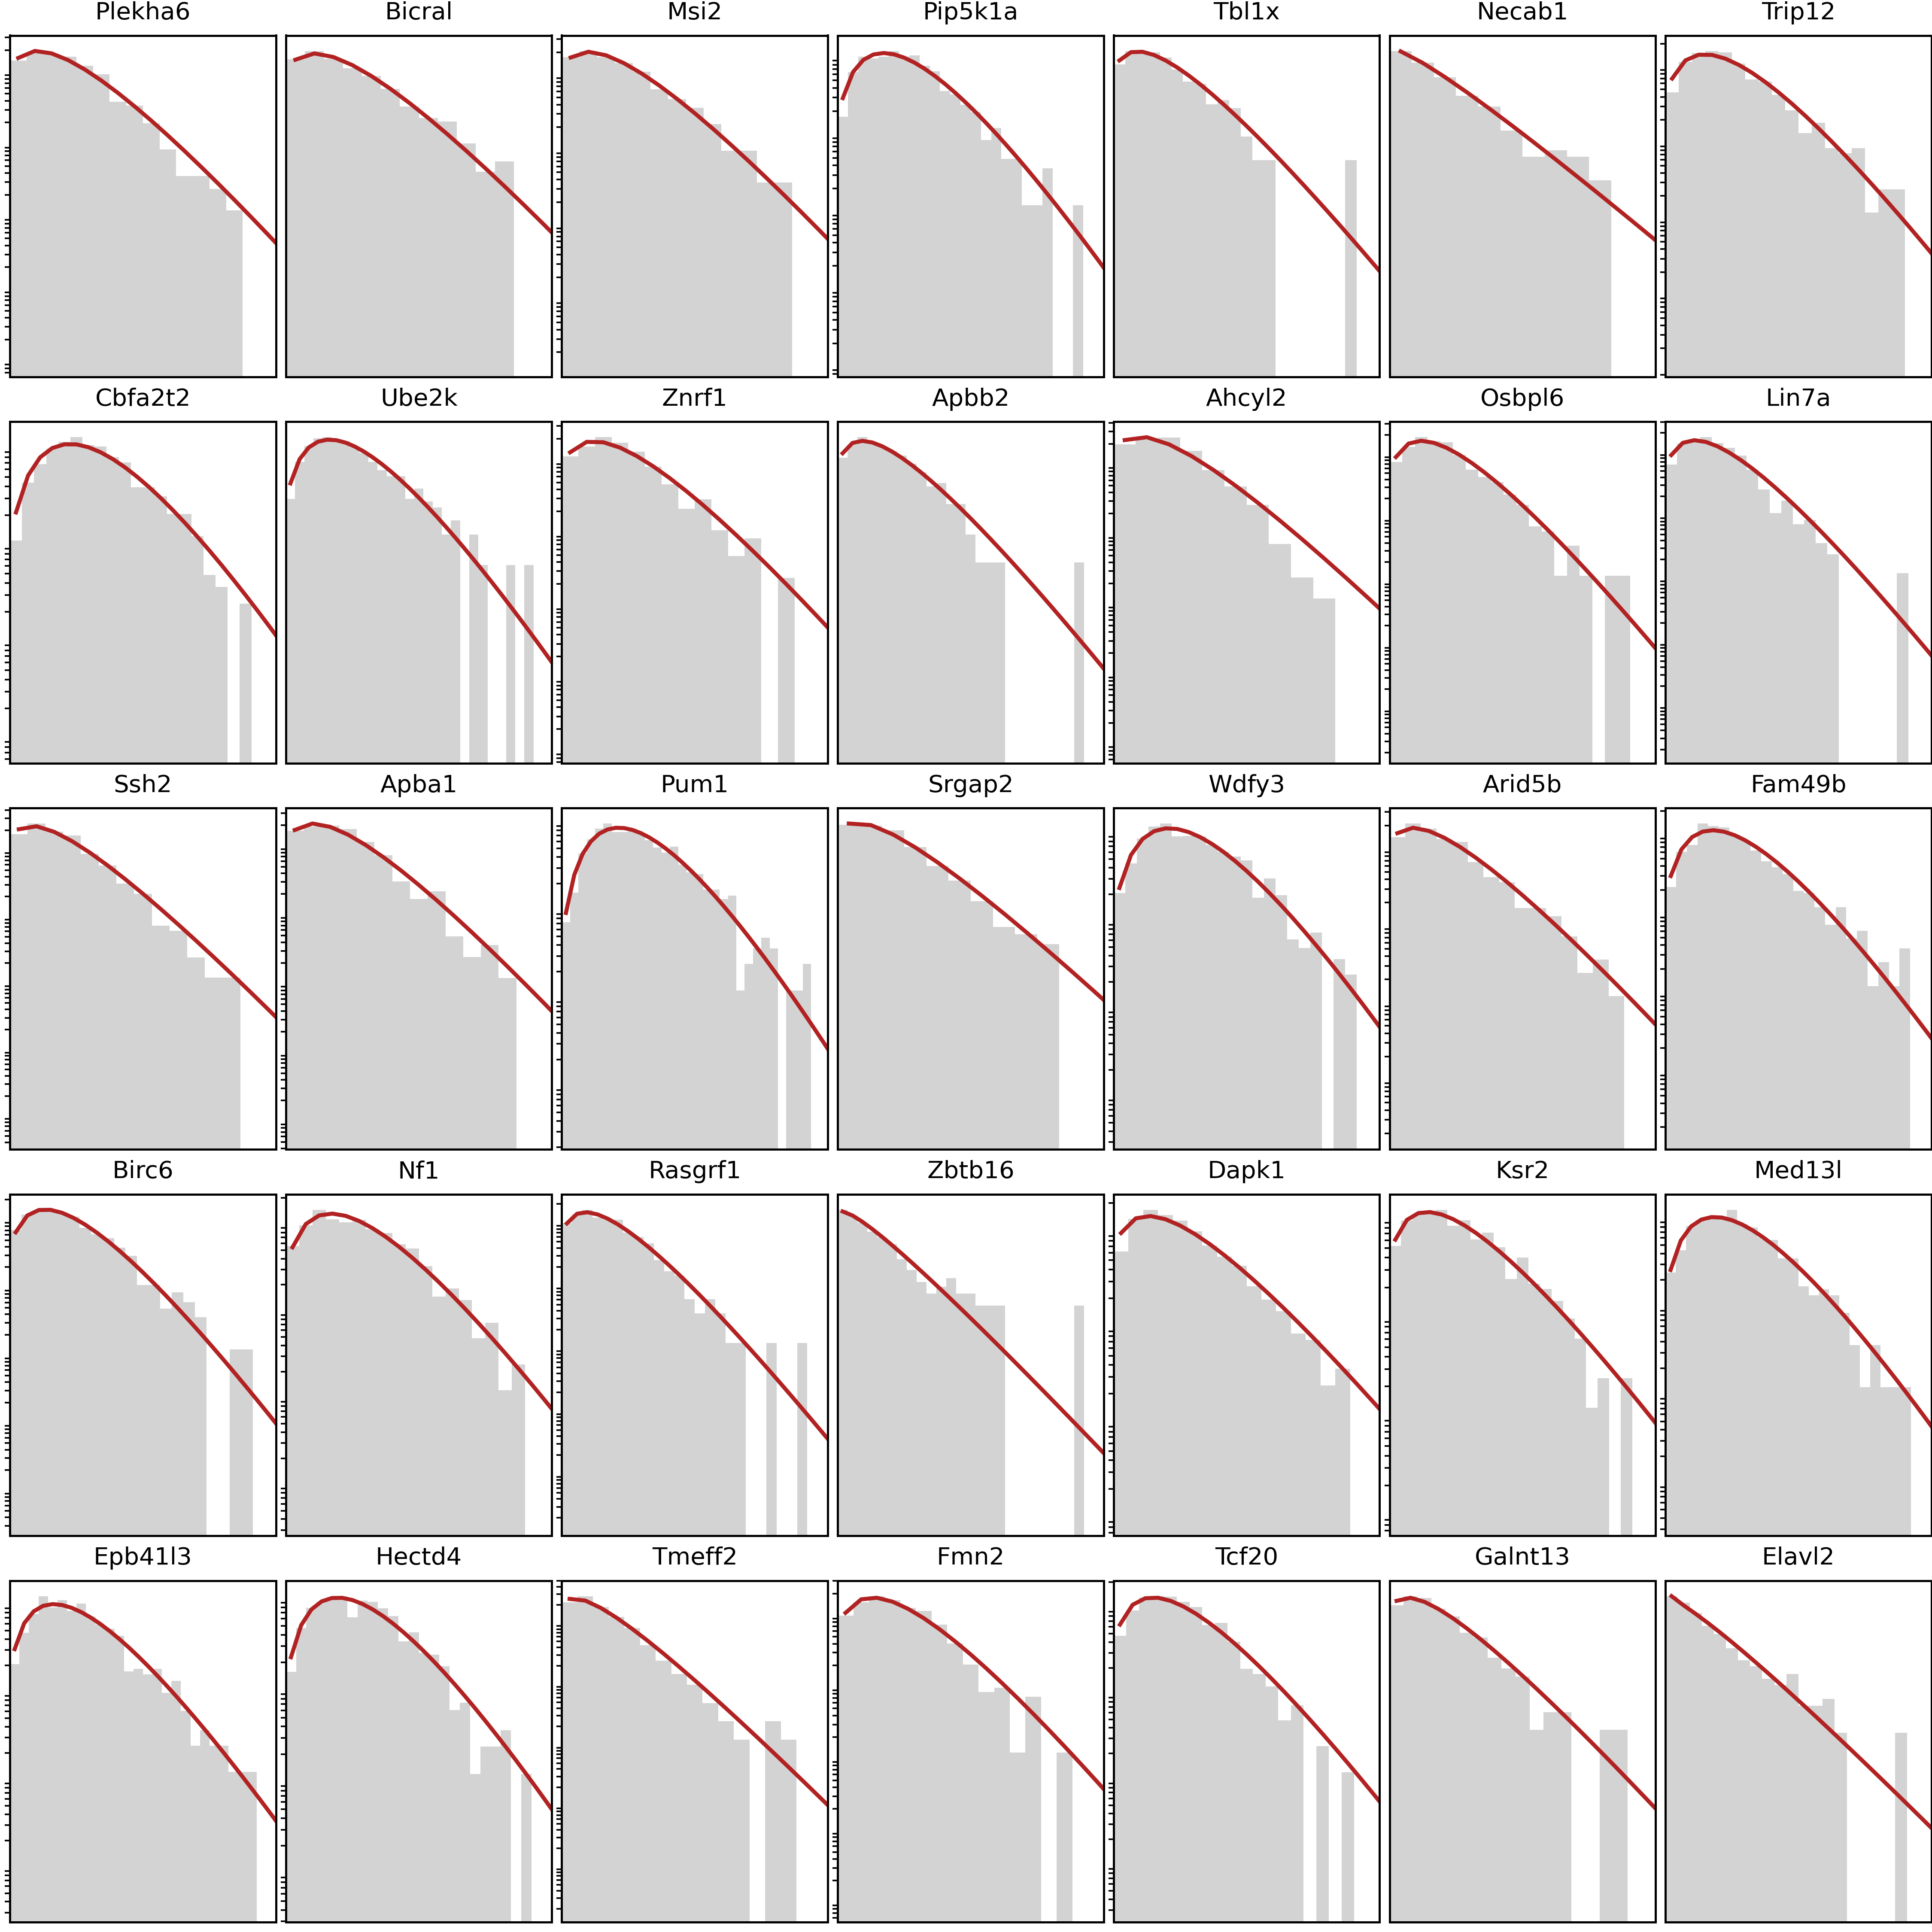 Plekha6 Bicral Msi2 Pip5k1a Tbl1x Necab1 Trip12
Cbfa2t2 Ube2k Znrf1 Apbb2 Ahcyl2 Osbpl6 Lin7a
Ssh2 Apba1 Pum1 Srgap2 Wdfy3 Arid5b Fam49b
Birc6 Nf1 Rasgrf1 Zbtb16 Dapk1 Ksr2 Med13l
Epb41l3 Hectd4 Tmeff2 Fmn2 Tcf20 Galnt13 Elavl2